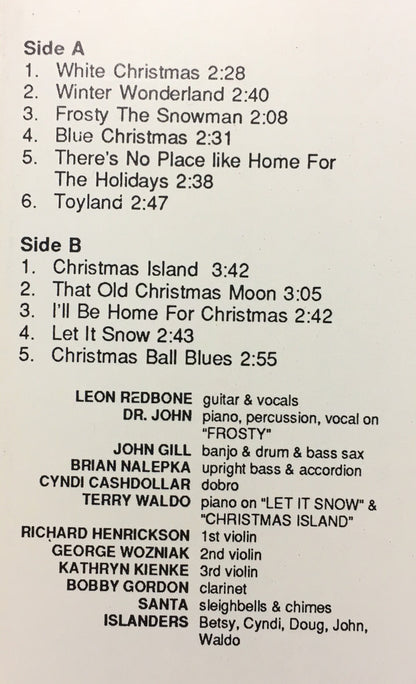 Side A
1. White Christmas 2:28
2. Winter Wonderland 2:40
3. Frosty The Snowman 2:08
4. Blue Christmas 2:31
5. There's No Place like Home For
The Holidays 2:38
6. Toyland 2:47
Side B
1. Christmas Island 3:42
2. That Old Christmas Moon 3:05
3. I'll Be Home For Christmas 2:42
4. Let It Snow 2:43
5. Christmas Ball Blues 2:55
LEON REDBONE guitar & vocals
DR. JOHN piano, percussion, vocal on
"FROSTY"
JOHN GILL banjo & drum & bass sax
BRIAN NALEPKA upright bass & accordion
CYNDI CASHDOLLAR dobro
TERRY WALDO piano on "LET IT SNOW" &
"CHRISTMAS ISLAND"
RICHARD HENRICKSON 1st violin
GEORGE WOZNIAK 2nd violin
KATHRYN KIENKE 3rd violin
BOBBY GORDON clarinet
SANTA sleighbells & chimes
ISLANDERS Betsy, Cyndi, Doug, John,
Waldo